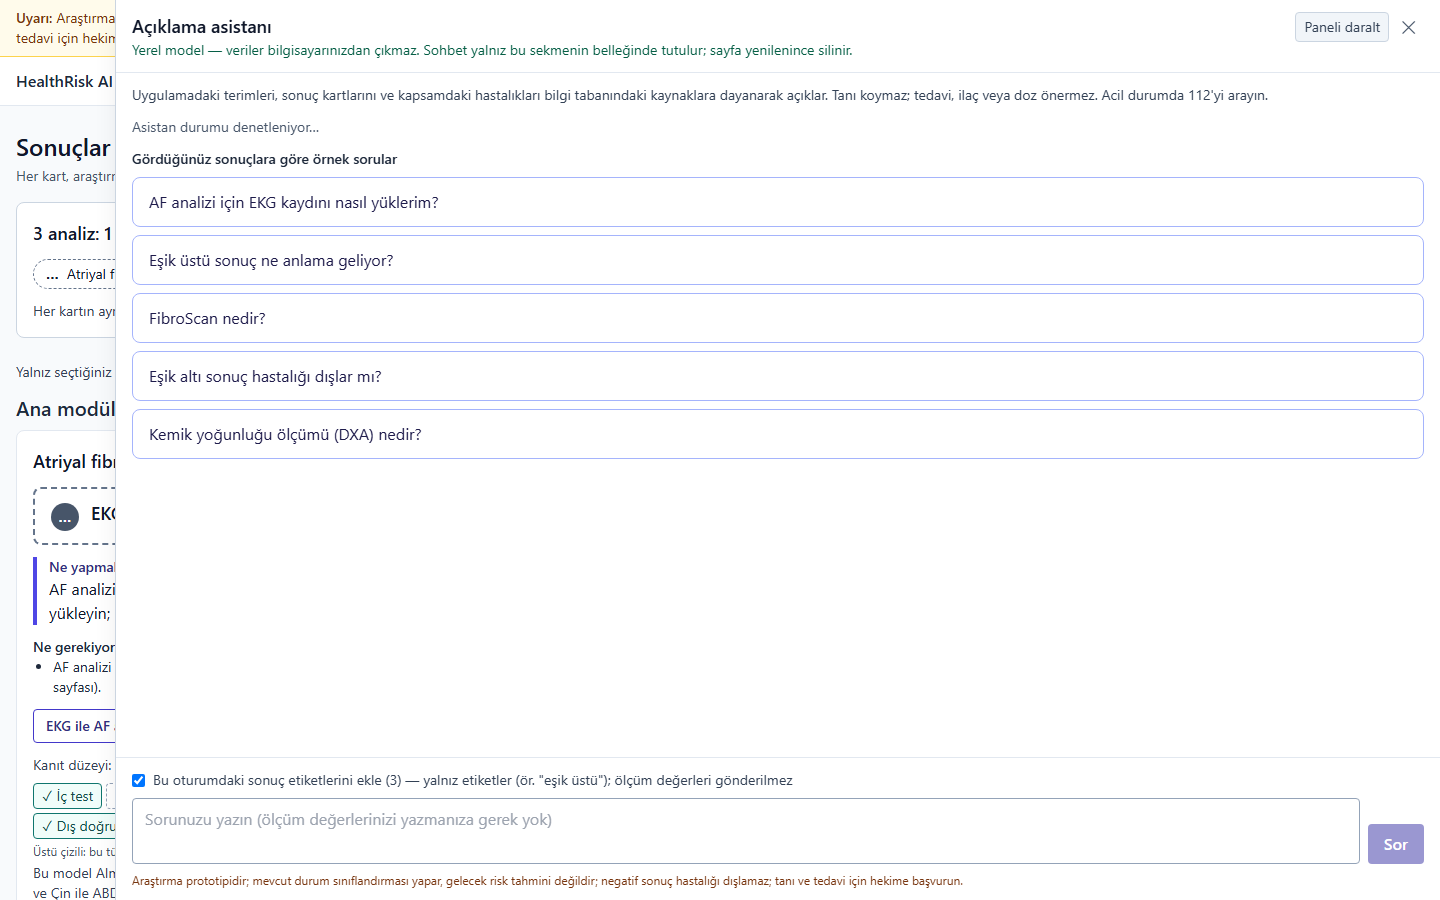 Uyarı: Araştırma
tedavi için hekim
HealthRisk AI
Sonuçlar
Her kart, araştırm
3 analiz: 1
... Atriyal f
Her kartın ayr
Yalnız seçtiğiniz
Ana modül
Atriyal fibr
... EKG
Ne yapmal
AF analizi
yükleyin;
Ne gerekiyor
• AF analizi
sayfası).
EKG ile AF
Kanıt düzeyi:
✓ İç test
✓ Dış doğru
Üstü çizili: bu tü
Bu model Alm
ve Çin ile ABD
Açıklama asistanı
Paneli daralt
Yerel model — veriler bilgisayarınızdan çıkmaz. Sohbet yalnız bu sekmenin belleğinde tutulur; sayfa yenilenince silinir.
Uygulamadaki terimleri, sonuç kartlarını ve kapsamdaki hastalıkları bilgi tabanındaki kaynaklara dayanarak açıklar. Tanı koymaz; tedavi, ilaç veya doz önermez. Acil durumda 112'yi arayın.
Asistan durumu denetleniyor...
Gördüğünüz sonuçlara göre örnek sorular
AF analizi için EKG kaydını nasıl yüklerim?
Eşik üstü sonuç ne anlama geliyor?
FibroScan nedir?
Eşik altı sonuç hastalığı dışlar mı?
Kemik yoğunluğu ölçümü (DXA) nedir?
Bu oturumdaki sonuç etiketlerini ekle (3) — yalnız etiketler (ör. "eşik üstü"); ölçüm değerleri gönderilmez
Sorunuzu yazın (ölçüm değerlerinizi yazmanıza gerek yok)
Sor
Araştırma prototipidir; mevcut durum sınıflandırması yapar, gelecek risk tahmini değildir; negatif sonuç hastalığı dışlamaz; tanı ve tedavi için hekime başvurun.